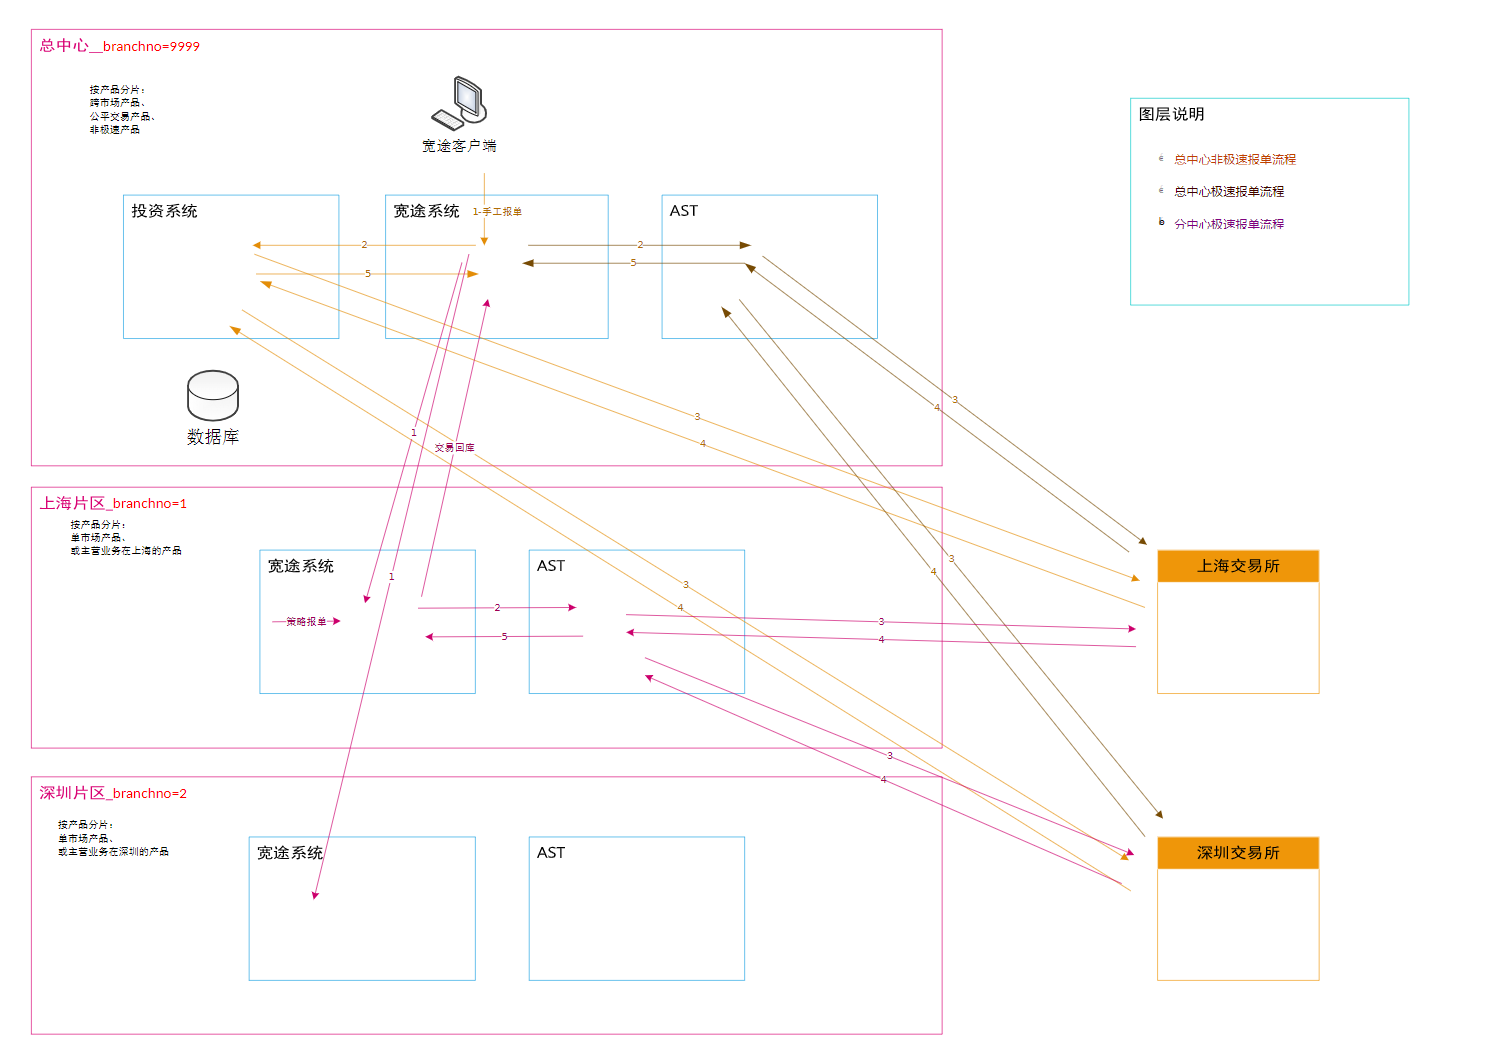 总中心__branchno=9999
按产品分片：
跨市场产品、
公平交易产品、
非极速产品
宽途客户端
图层说明
总中心非极速报单流程
总中心极速报单流程
分中心极速报单流程
投资系统
宽途系统
1-手工报单
AST
2
2
5
5
数据库
3
4
3
4
1
交易回库
上海片区_branchno=1
按产品分片：
单市场产品、
或主营业务在上海的产品
宽途系统
AST
3
4
1
3
4
上海交易所
策略报单
2
5
3
4
3
4
深圳片区_branchno=2
按产品分片：
单市场产品、
或主营业务在深圳的产品
宽途系统
AST
深圳交易所